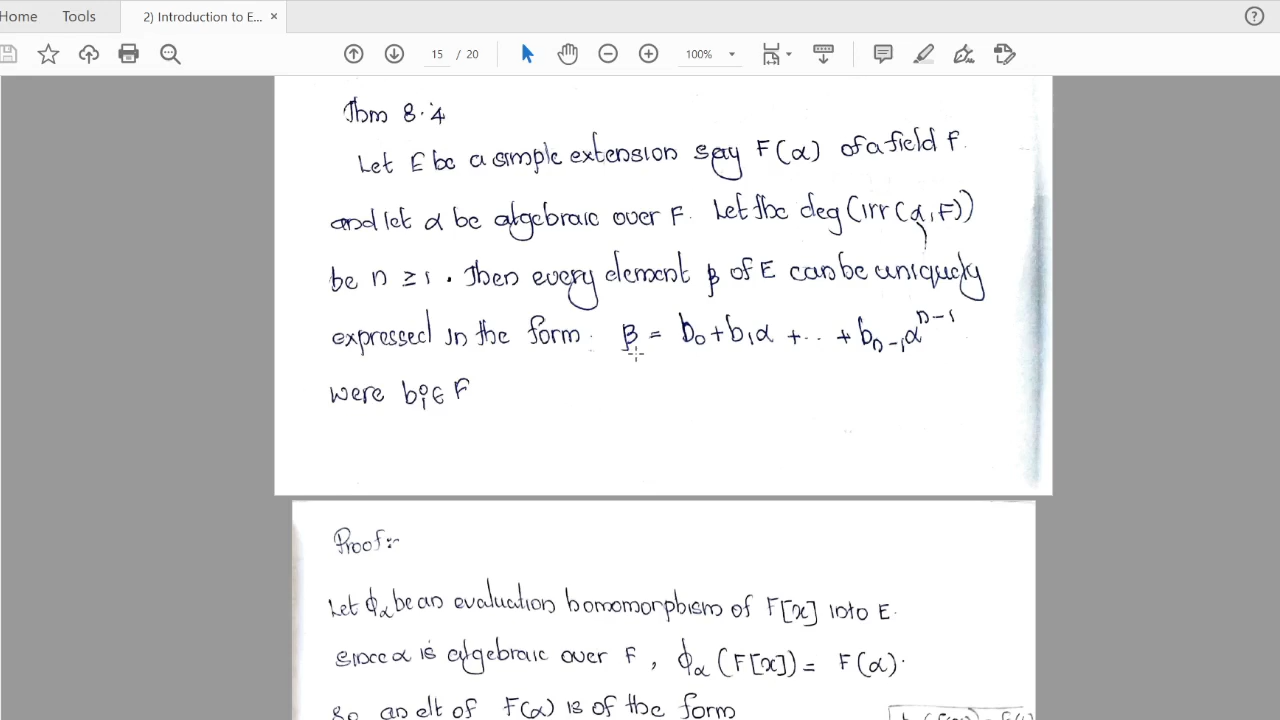 Home Tools 2) Introduction to E... ×
15 / 20 100%
Thm 8.4
Let E be a simple extension say F(α) of a field F.
and let α be algebraic over F. Let the deg(irr(α,F))
be n ≥ 1. Then every element β of E can be uniquely
expressed in the form. β = b₀+b₁α +... + bₙ₋₁αⁿ⁻¹
were bᵢ∈ F
Proof:-
Let ϕ_α be an evaluation homomorphism of F[x] into E.
since α is algebraic over F, ϕ_α(F[x]) = F(α).
So an elt of F(α) is of the form